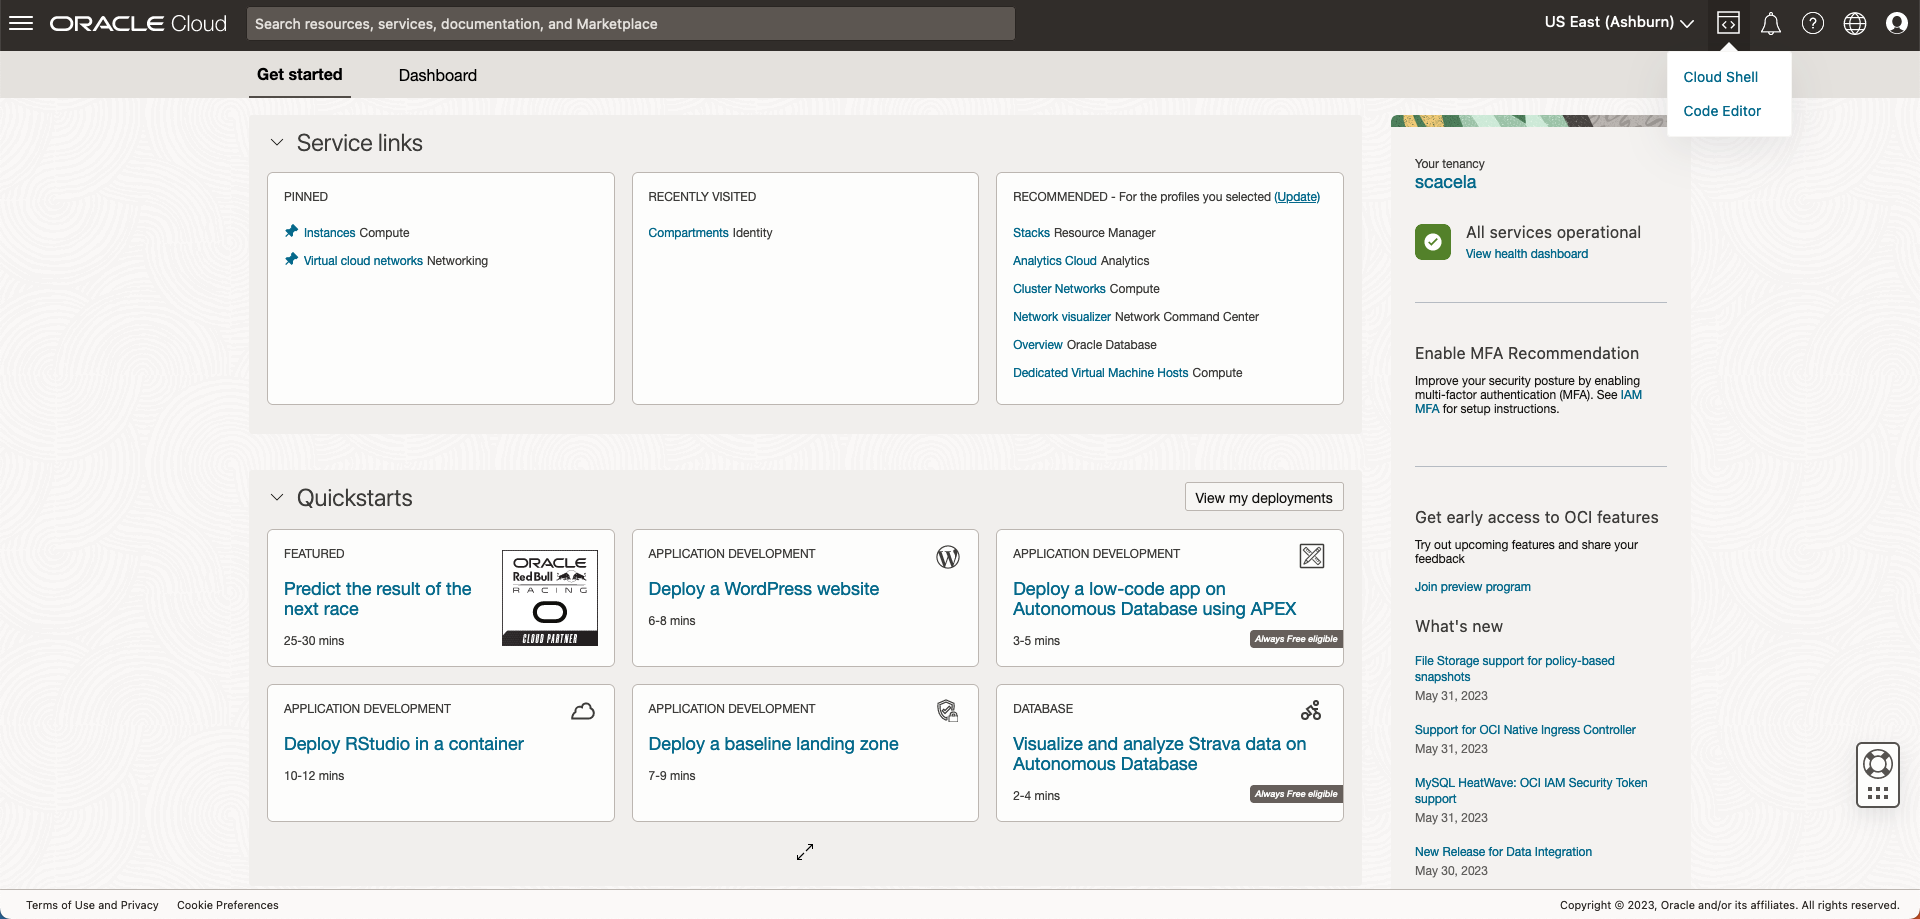 ORACLE Cloud
Search resources, services, documentation, and Marketplace
US East (Ashburn)
Cloud Shell
Code Editor
Get started
Dashboard
Service links
PINNED
Instances Compute
Virtual cloud networks Networking
RECENTLY VISITED
Compartments Identity
RECOMMENDED - For the profiles you selected (Update)
Stacks Resource Manager
Analytics Cloud Analytics
Cluster Networks Compute
Network visualizer Network Command Center
Overview Oracle Database
Dedicated Virtual Machine Hosts Compute
Quickstarts
View my deployments
FEATURED
Predict the result of the
next race
25-30 mins
ORACLE
Red Bull
RACING
CLOUD PARTNER
APPLICATION DEVELOPMENT
Deploy a WordPress website
6-8 mins
APPLICATION DEVELOPMENT
Deploy a low-code app on
Autonomous Database using APEX
3-5 mins
Always Free eligible
APPLICATION DEVELOPMENT
Deploy RStudio in a container
10-12 mins
APPLICATION DEVELOPMENT
Deploy a baseline landing zone
7-9 mins
DATABASE
Visualize and analyze Strava data on
Autonomous Database
2-4 mins
Always Free eligible
Your tenancy
scacela
All services operational
View health dashboard
Enable MFA Recommendation
Improve your security posture by enabling
multi-factor authentication (MFA). See IAM
MFA for setup instructions.
Get early access to OCI features
Try out upcoming features and share your
feedback
Join preview program
What's new
File Storage support for policy-based
snapshots
May 31, 2023
Support for OCI Native Ingress Controller
May 31, 2023
MySQL HeatWave: OCI IAM Security Token
support
May 31, 2023
New Release for Data Integration
May 30, 2023
Terms of Use and Privacy
Cookie Preferences
Copyright © 2023, Oracle and/or its affiliates. All rights reserved.